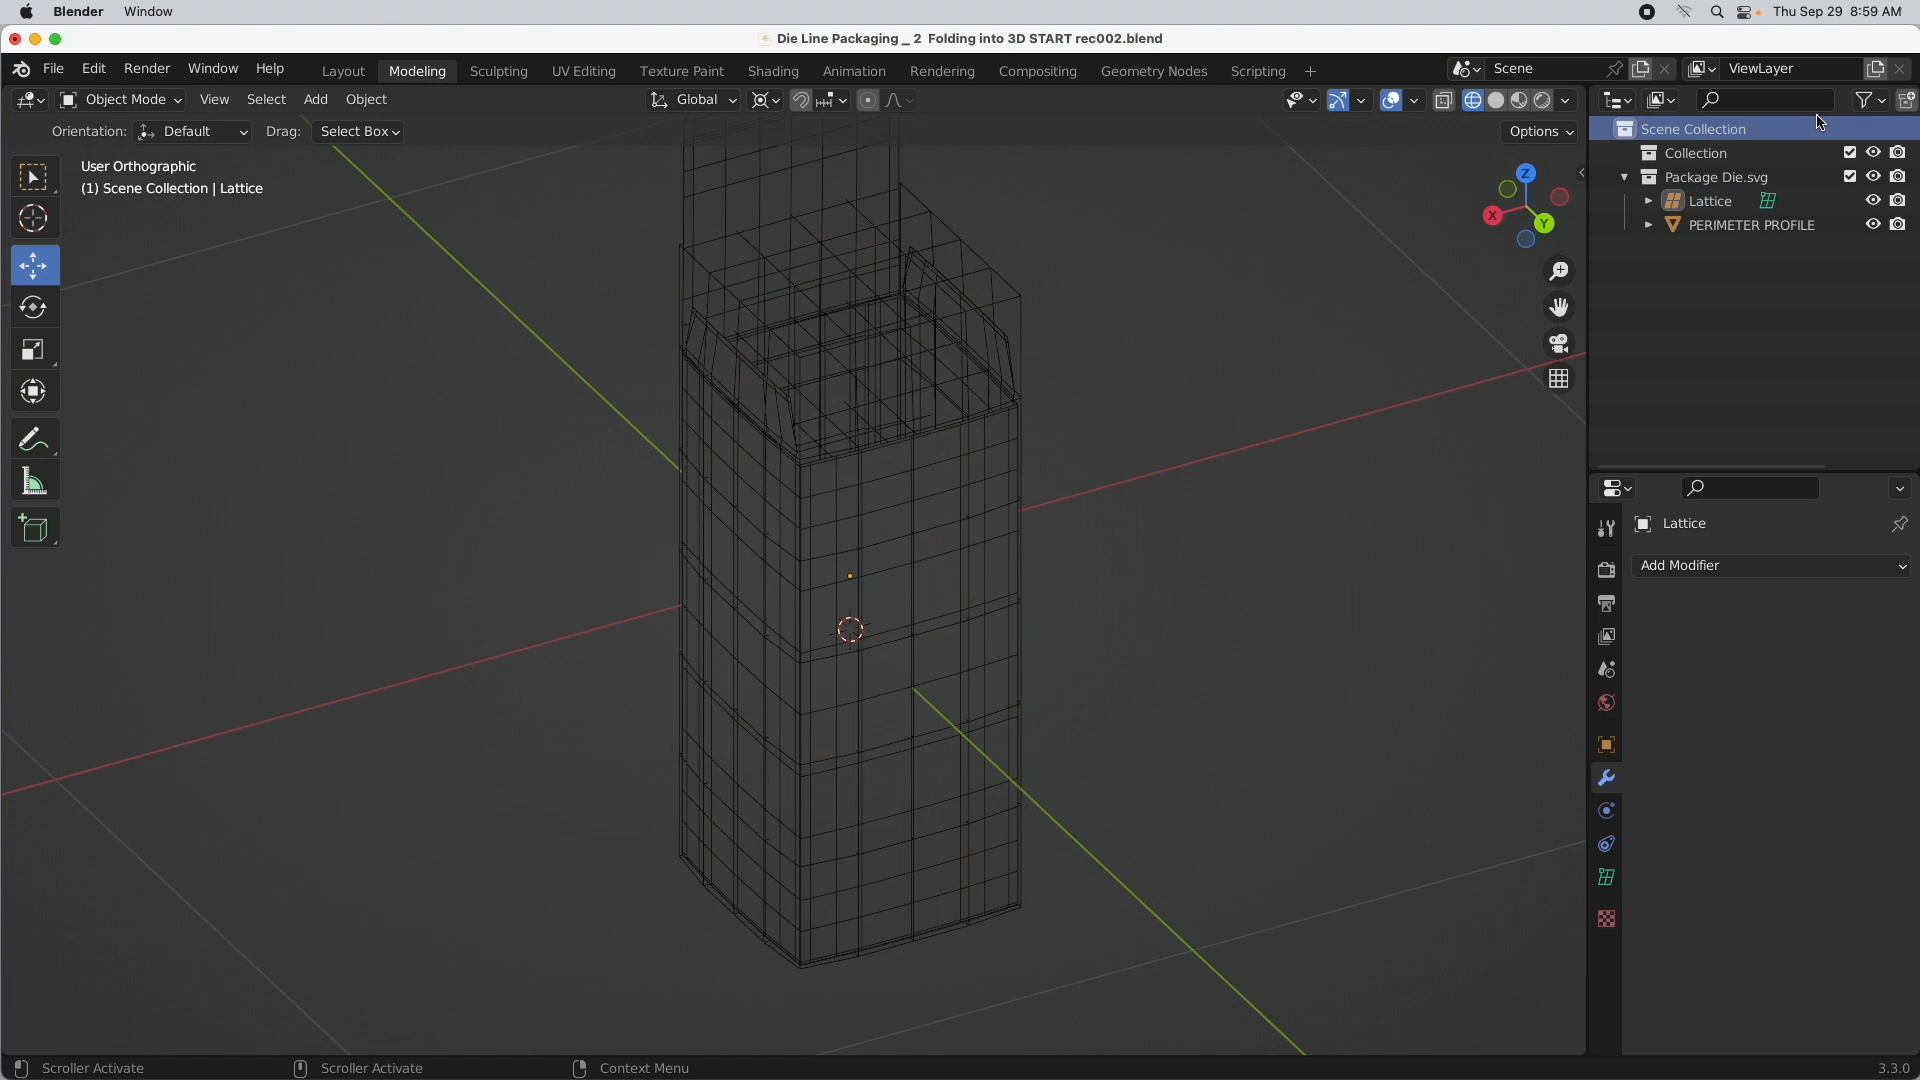 Blender Window Thu Sep 29 8:59 AM
Die Line Packaging _ 2 Folding into 3D START rec002.blend
File Edit Render Window Help Layout Modeling Sculpting UV Editing Texture Paint Shading Animation Rendering Compositing Geometry Nodes Scripting + Scene ViewLayer
Object Mode View Select Add Object Global
Orientation: Default Drag: Select Box Options
User Orthographic
(1) Scene Collection | Lattice
Z
X
Y
Scene Collection
Collection
Package Die.svg
Lattice
PERIMETER PROFILE
Lattice
Add Modifier
Scroller Activate Scroller Activate Context Menu 3.3.0